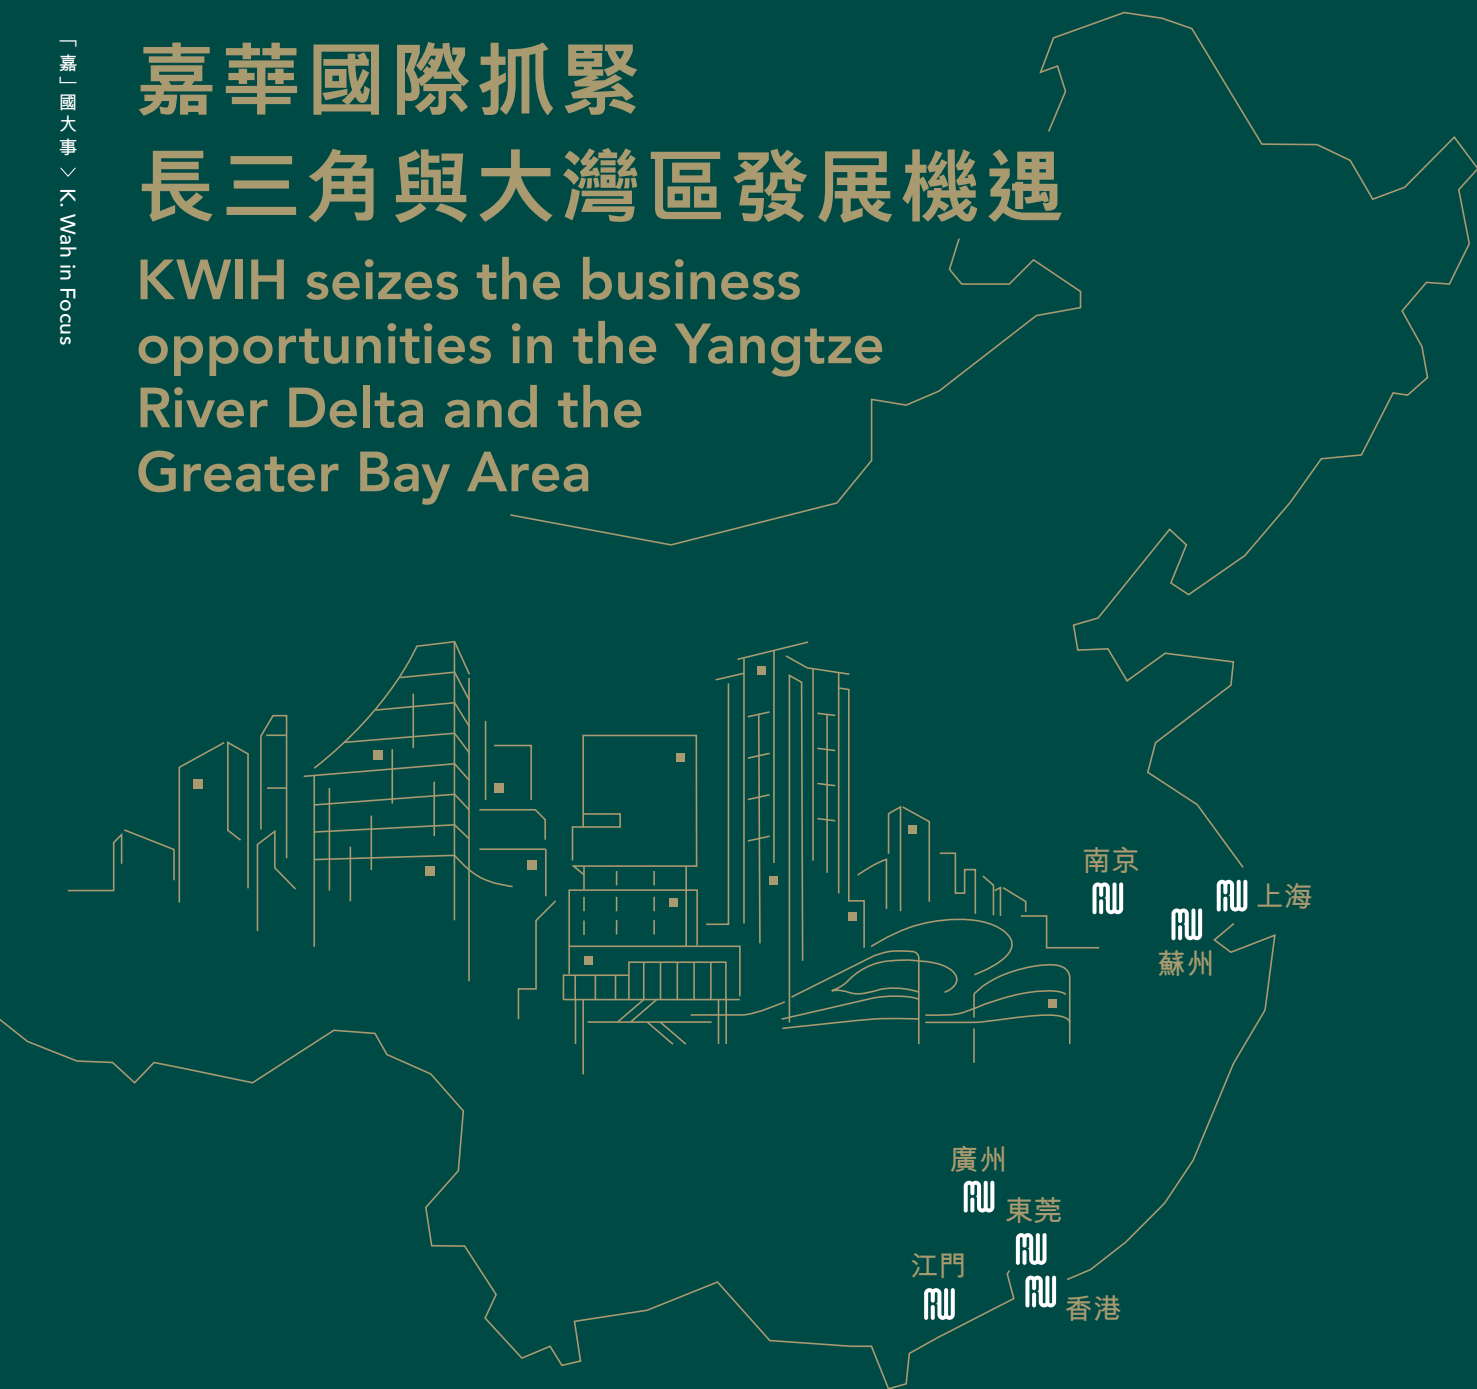 「嘉」國大事 > K. Wah in Focus
嘉華國際抓緊
長三角與大灣區發展機遇
KWIH seizes the business
opportunities in the Yangtze
River Delta and the
Greater Bay Area
南京
上海
蘇州
廣州
東莞
江門
香港